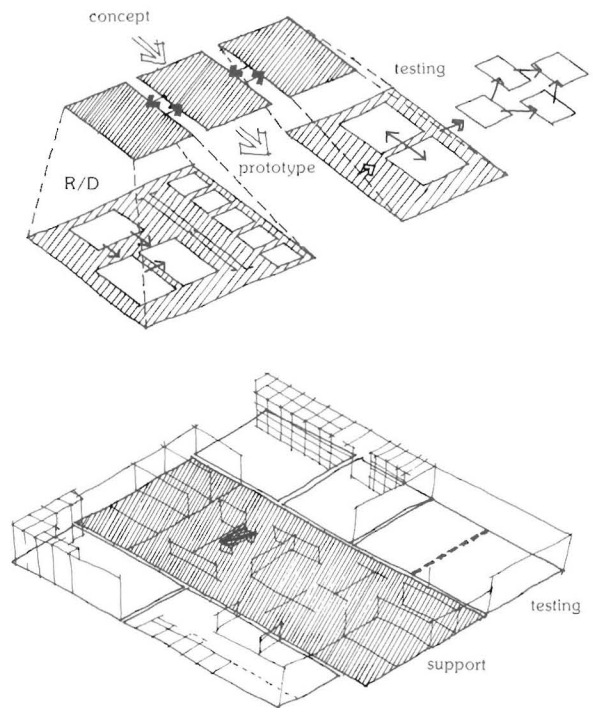 concept
testing
prototype
R/D
testing
support